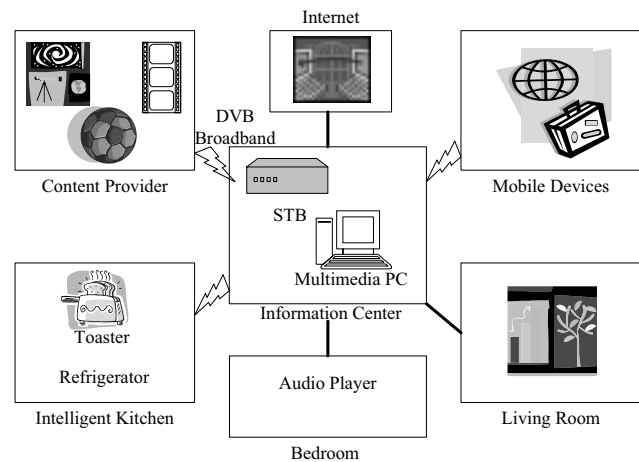 Internet
DVB
Broadband
Content Provider
Mobile Devices
STB
Multimedia PC
Information Center
Toaster
Refrigerator
Intelligent Kitchen
Audio Player
Bedroom
Living Room